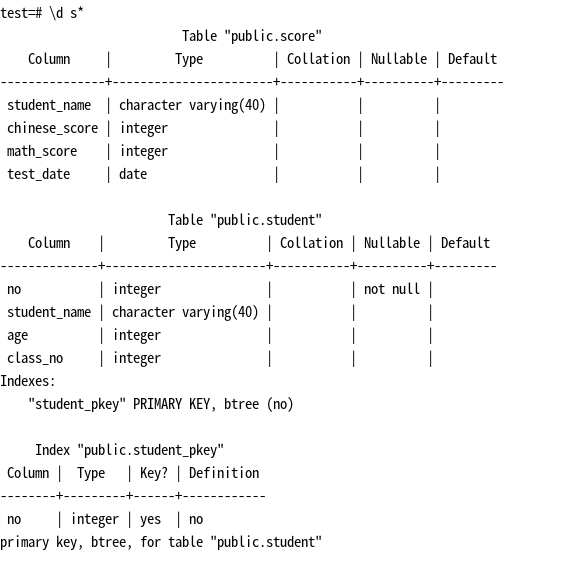 test=# \d s*
                          Table "public.score"
    Column     |         Type          | Collation | Nullable | Default
---------------+-----------------------+-----------+----------+---------
 student_name  | character varying(40) |           |          |
 chinese_score | integer               |           |          |
 math_score    | integer               |           |          |
 test_date     | date                  |           |          |

                        Table "public.student"
    Column    |         Type          | Collation | Nullable | Default
--------------+-----------------------+-----------+----------+---------
 no           | integer               |           | not null |
 student_name | character varying(40) |           |          |
 age          | integer               |           |          |
 class_no     | integer               |           |          |
Indexes:
    "student_pkey" PRIMARY KEY, btree (no)

     Index "public.student_pkey"
 Column |  Type   | Key? | Definition
--------+---------+------+------------
 no     | integer | yes  | no
primary key, btree, for table "public.student"